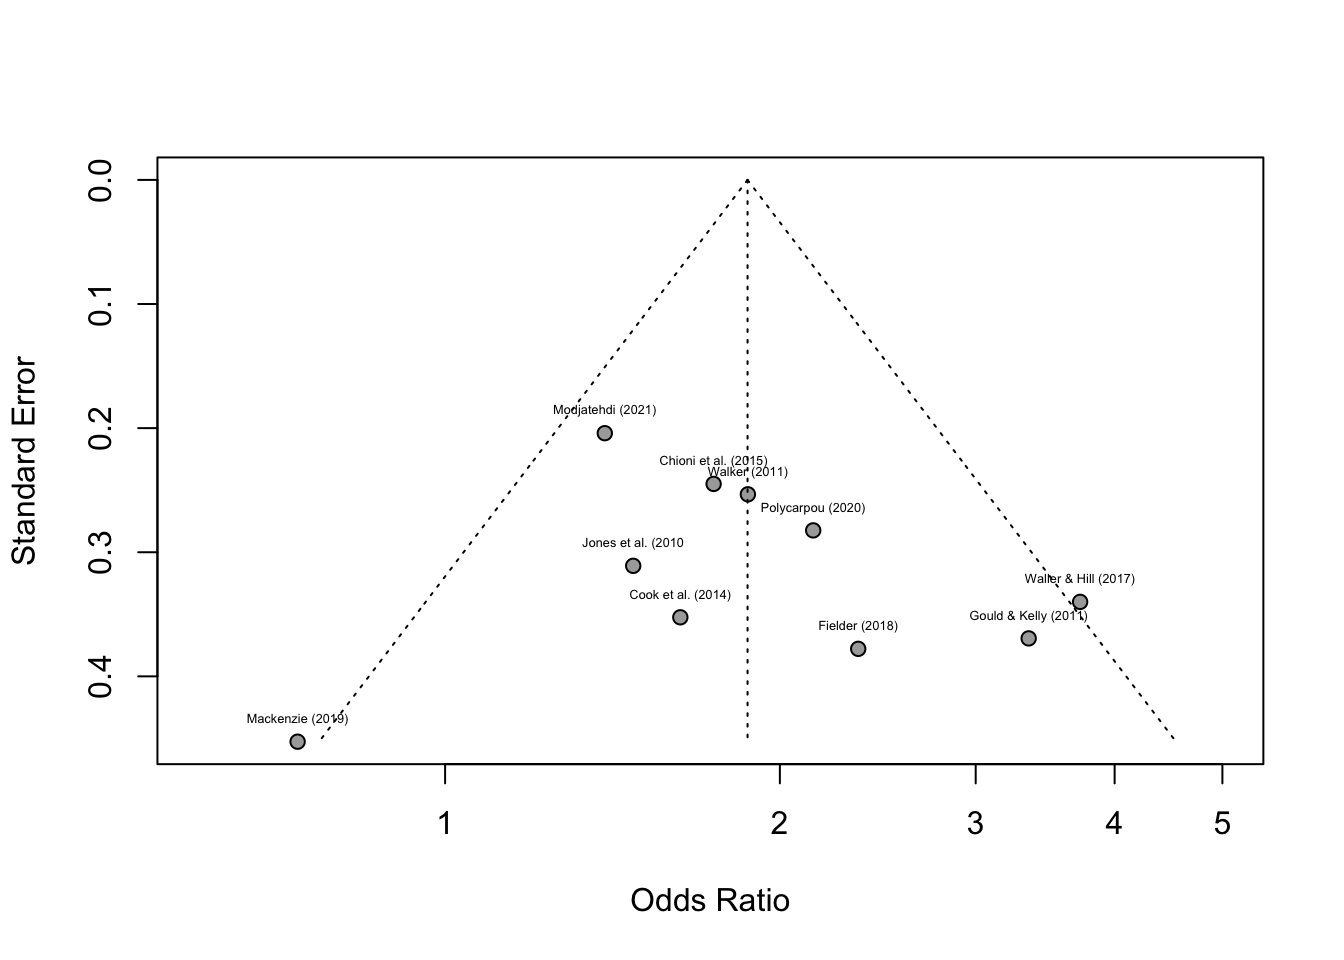 0.0
0.1
0.2
0.3
0.4
Standard Error
Modjatehdi (2021)
Chioni et al. (2015)
Walker (2011)
Polycarpou (2020)
Jones et al. (2010
Waller & Hill (2017)
Cook et al. (2014)
Gould & Kelly (2011)
Fielder (2018)
Mackenzie (2019)
1 2 3 4 5
Odds Ratio